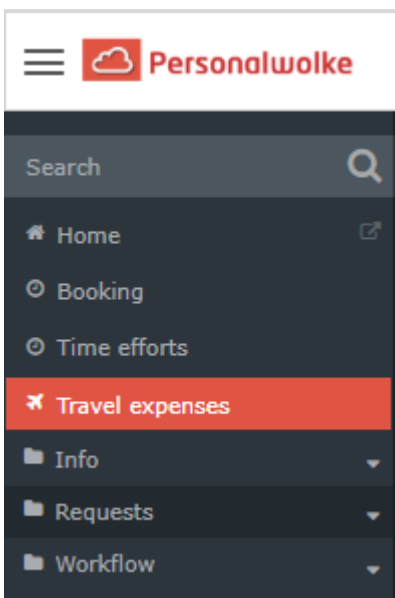 Personalwolke
Search
Home
Booking
Time efforts
Travel expenses
Info
Requests
Workflow